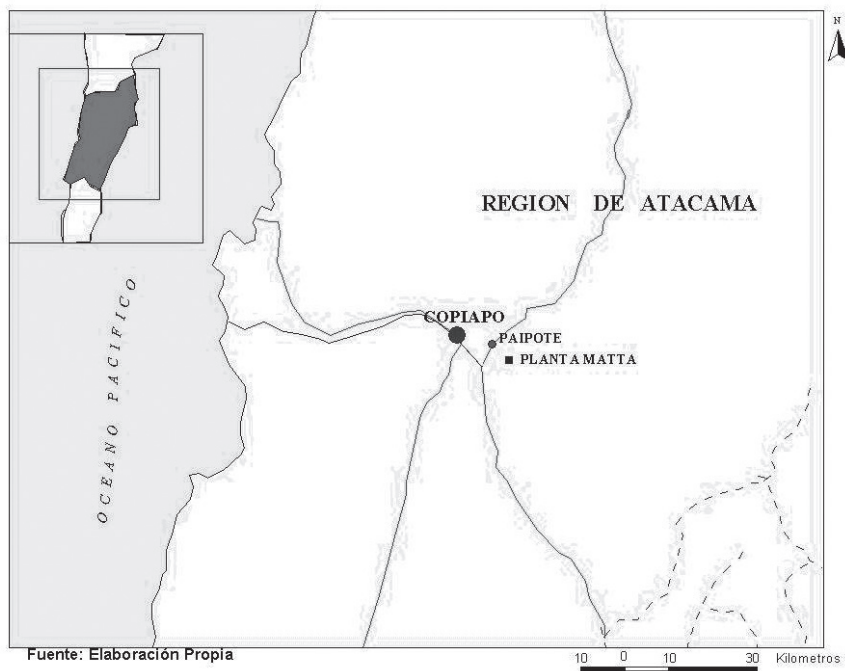 N
REGION DE ATACAMA
OCEANO PACIFICO
COPIAPO
PAIPOTE
PLANTA MATTA
Fuente: Elaboración Propia
10 0 10 30 Kilometros